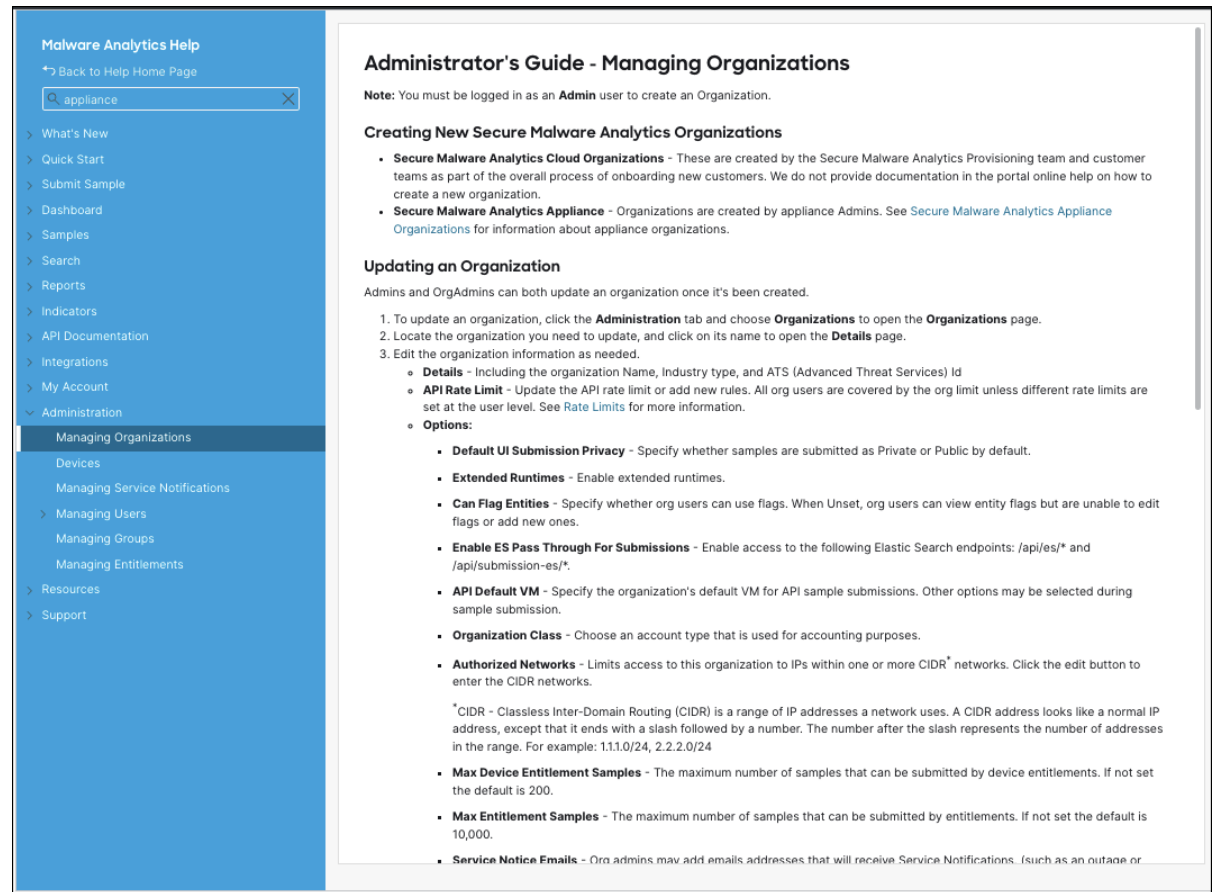 Malware Analytics Help
Back to Help Home Page
appliance
What's New
Quick Start
Submit Sample
Dashboard
Samples
Search
Reports
Indicators
API Documentation
Integrations
My Account
Administration
Managing Organizations
Devices
Managing Service Notifications
Managing Users
Managing Groups
Managing Entitlements
Resources
Support
Administrator's Guide - Managing Organizations
Note: You must be logged in as an Admin user to create an Organization.
Creating New Secure Malware Analytics Organizations
• Secure Malware Analytics Cloud Organizations - These are created by the Secure Malware Analytics Provisioning team and customer
teams as part of the overall process of onboarding new customers. We do not provide documentation in the portal online help on how to
create a new organization.
• Secure Malware Analytics Appliance - Organizations are created by appliance Admins. See Secure Malware Analytics Appliance
Organizations for information about appliance organizations.
Updating an Organization
Admins and OrgAdmins can both update an organization once it's been created.
1. To update an organization, click the Administration tab and choose Organizations to open the Organizations page.
2. Locate the organization you need to update, and click on its name to open the Details page.
3. Edit the organization information as needed.
Details - Including the organization Name, Industry type, and ATS (Advanced Threat Services) Id
API Rate Limit - Update the API rate limit or add new rules. All org users are covered by the org limit unless different rate limits are
set at the user level. See Rate Limits for more information.
Options:
Default UI Submission Privacy - Specify whether samples are submitted as Private or Public by default.
Extended Runtimes - Enable extended runtimes.
Can Flag Entities - Specify whether org users can use flags. When Unset, org users can view entity flags but are unable to edit
flags or add new ones.
Enable ES Pass Through For Submissions - Enable access to the following Elastic Search endpoints: /api/es/* and
/api/submission-es/*.
API Default VM - Specify the organization's default VM for API sample submissions. Other options may be selected during
sample submission.
Organization Class - Choose an account type that is used for accounting purposes.
Authorized Networks - Limits access to this organization to IPs within one or more CIDR* networks. Click the edit button to
enter the CIDR networks.
*CIDR - Classless Inter-Domain Routing (CIDR) is a range of IP addresses a network uses. A CIDR address looks like a normal IP
address, except that it ends with a slash followed by a number. The number after the slash represents the number of addresses
in the range. For example: 1.1.1.0/24, 2.2.2.0/24
Max Device Entitlement Samples - The maximum number of samples that can be submitted by device entitlements. If not set
the default is 200.
Max Entitlement Samples - The maximum number of samples that can be submitted by entitlements. If not set the default is
10,000.
Service Notice Emails - Org admins may add emails addresses that will receive Service Notifications, (such as an outage or